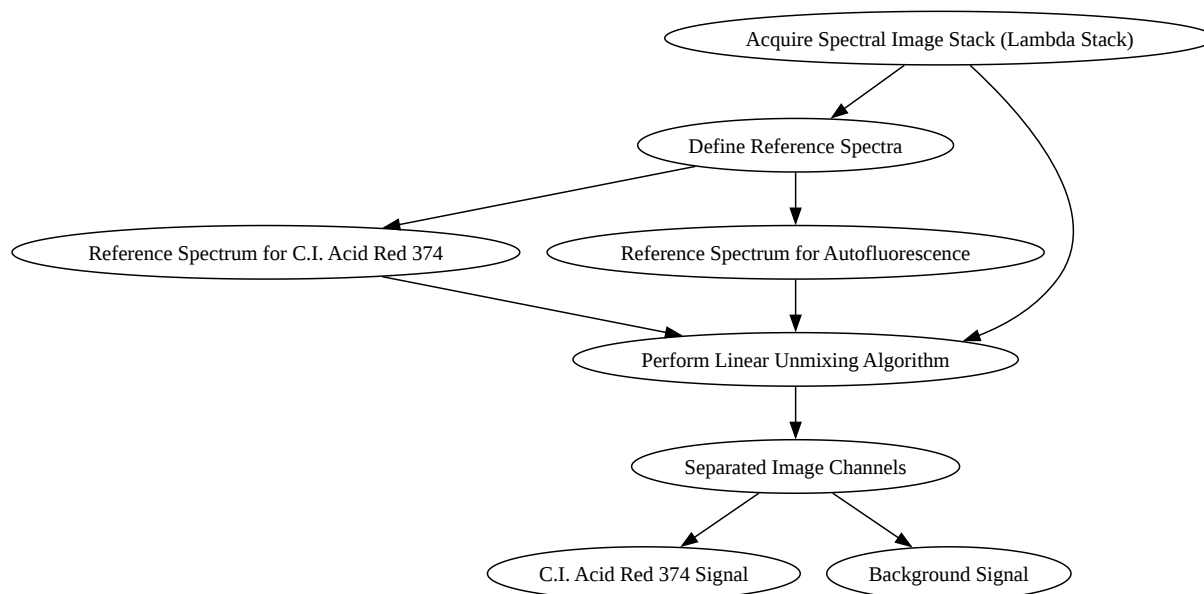 Acquire Spectral Image Stack (Lambda Stack)
Define Reference Spectra
Reference Spectrum for C.I. Acid Red 374
Reference Spectrum for Autofluorescence
Perform Linear Unmixing Algorithm
Separated Image Channels
C.I. Acid Red 374 Signal
Background Signal